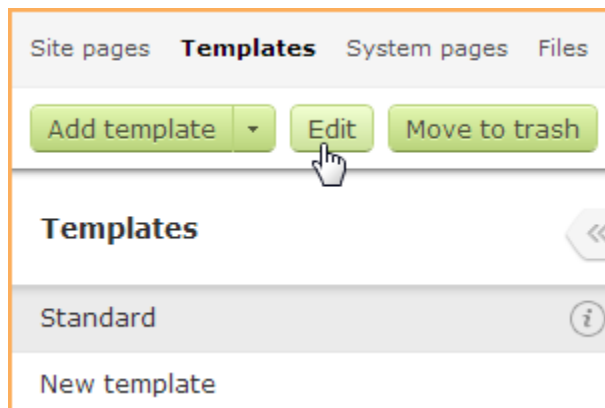 Site pages Templates System pages Files
Add template Edit Move to trash
Templates
Standard
New template